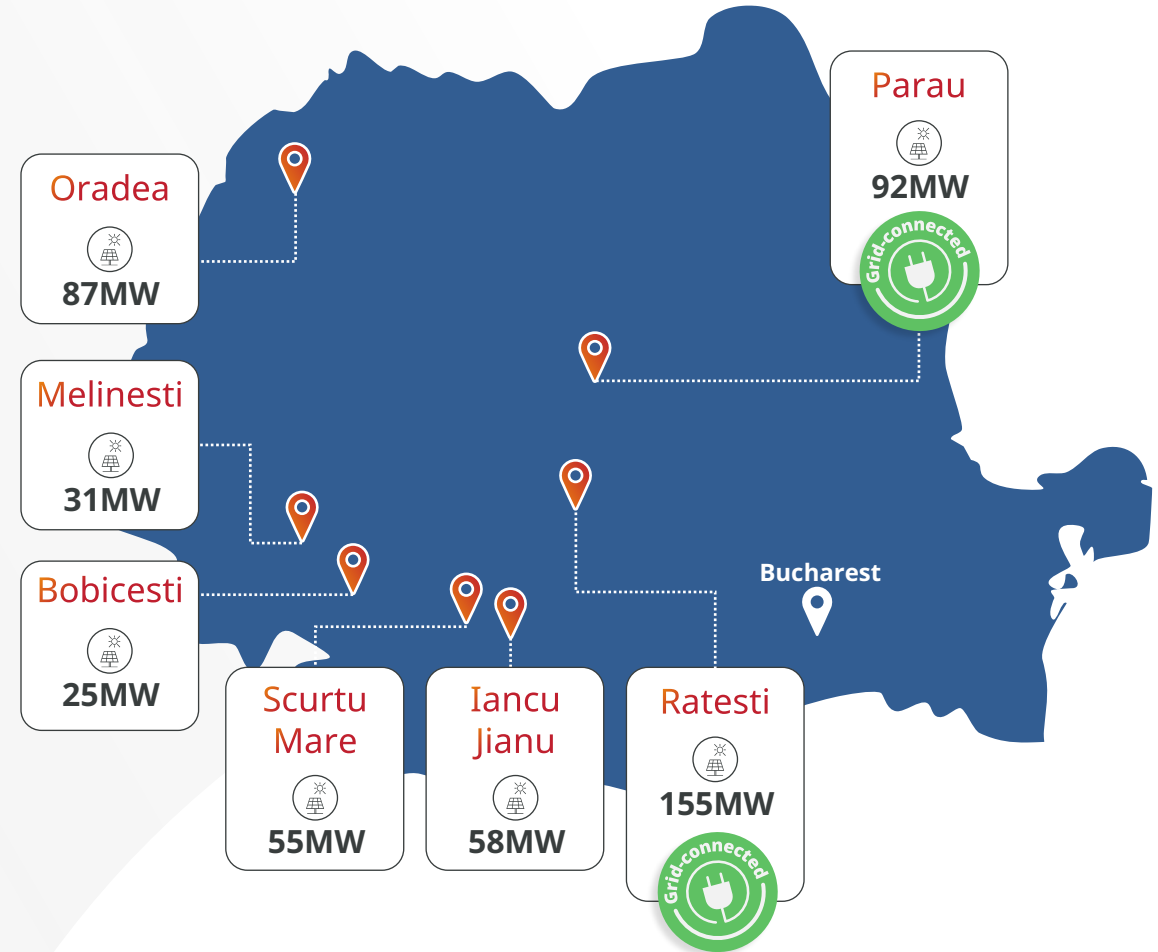 Parau
92MW
Grid-connected
Oradea
87MW
Melinesti
31MW
Bobicesti
25MW
Bucharest
Scurtu
Mare
55MW
Iancu
Jianu
58MW
Ratesti
155MW
Grid-connected